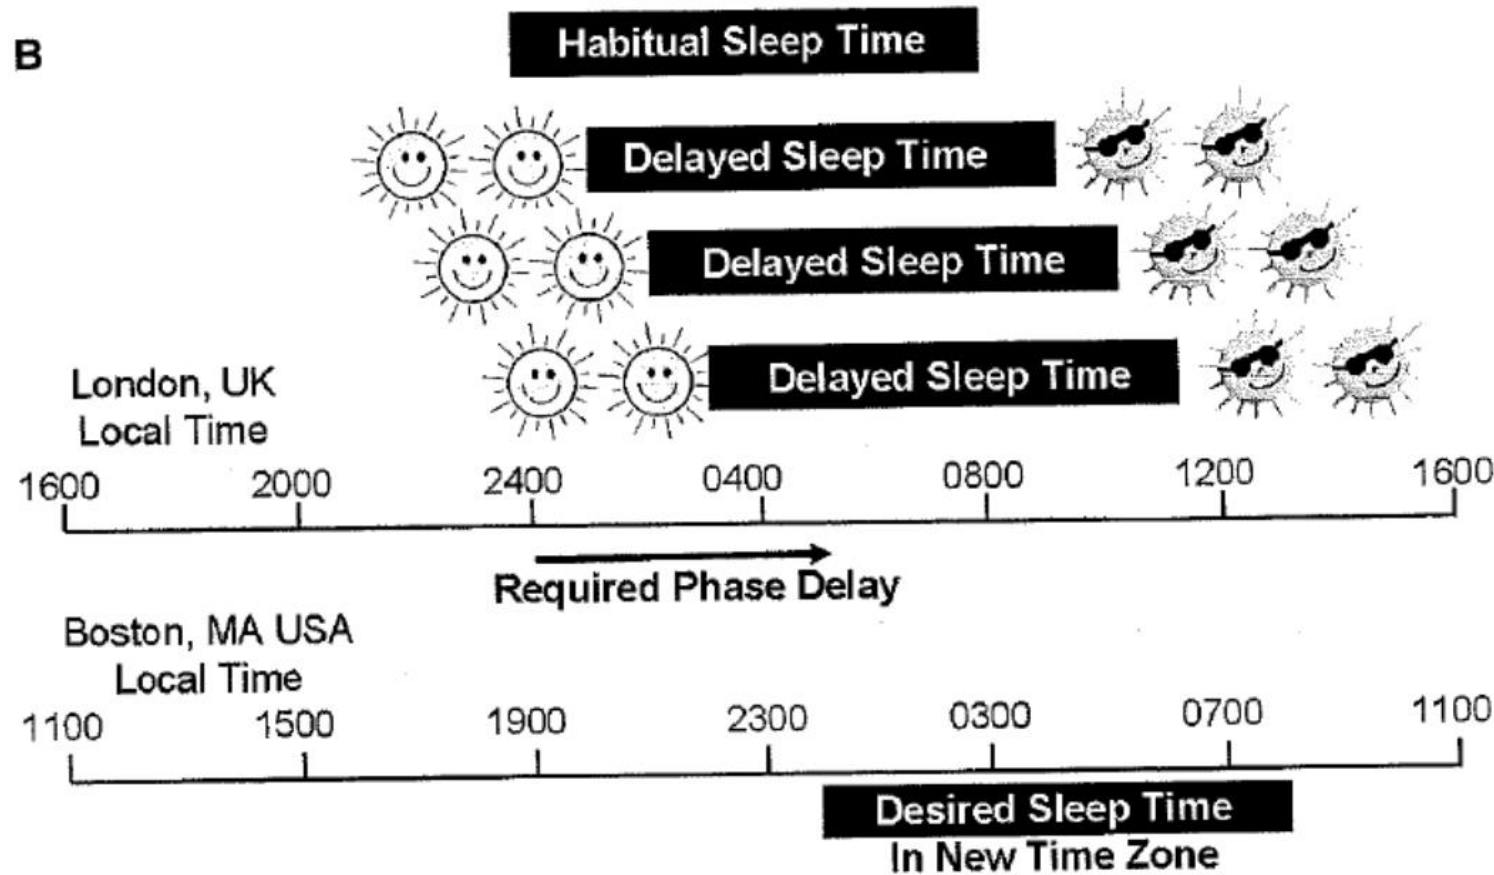 B
Habitual Sleep Time
Delayed Sleep Time
Delayed Sleep Time
Delayed Sleep Time
London, UK
Local Time
1600 2000 2400 0400 0800 1200 1600
Required Phase Delay
Boston, MA USA
Local Time
1100 1500 1900 2300 0300 0700 1100
Desired Sleep Time
In New Time Zone